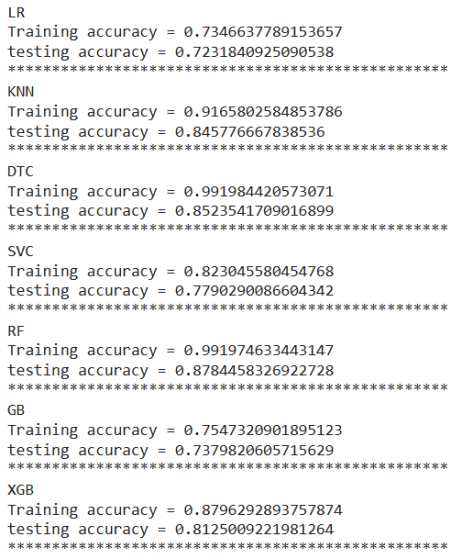 LR
Training accuracy = 0.7346637789153657
testing accuracy = 0.7231840925090538
**************************************************
KNN
Training accuracy = 0.9165802584853786
testing accuracy = 0.845776667838536
**************************************************
DTC
Training accuracy = 0.991984420573071
testing accuracy = 0.8523541709016899
**************************************************
SVC
Training accuracy = 0.823045580454768
testing accuracy = 0.7790290086604342
**************************************************
RF
Training accuracy = 0.991974633443147
testing accuracy = 0.8784458326922728
**************************************************
GB
Training accuracy = 0.7547320901895123
testing accuracy = 0.7379820605715629
**************************************************
XGB
Training accuracy = 0.8796292893757874
testing accuracy = 0.8125009221981264
**************************************************